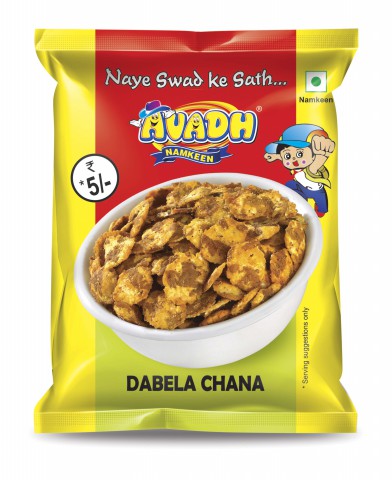 Naye Swad ke Sath...
AVADH®
NAMKEEN
Namkeen
₹
*5/-
DABELA CHANA
* Serving suggestions only